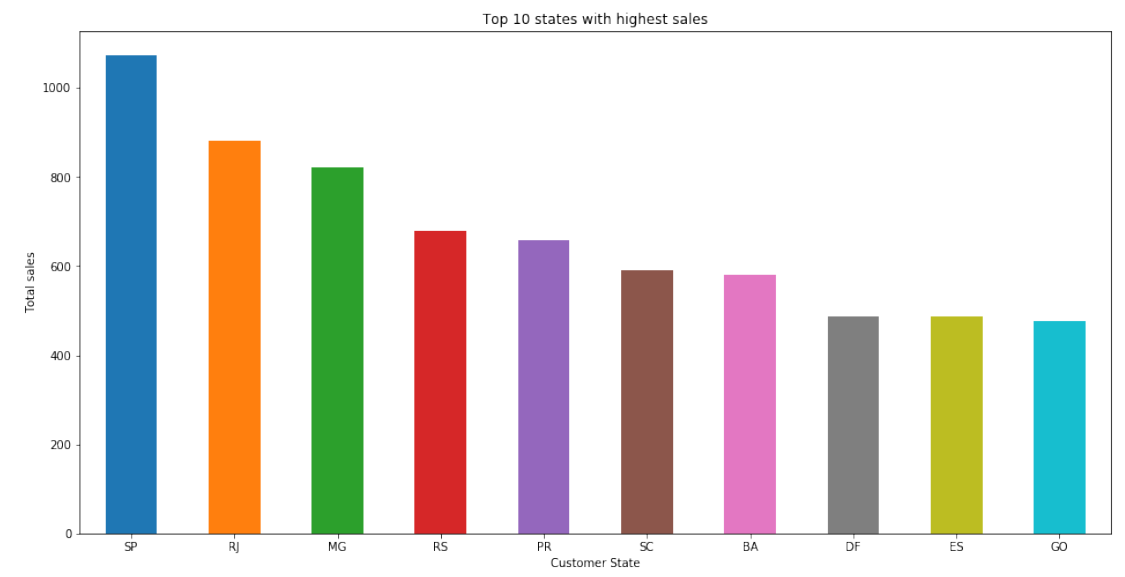 Top 10 states with highest sales
Total sales
1000
800
600
400
200
0
SP RJ MG RS PR SC BA DF ES GO
Customer State